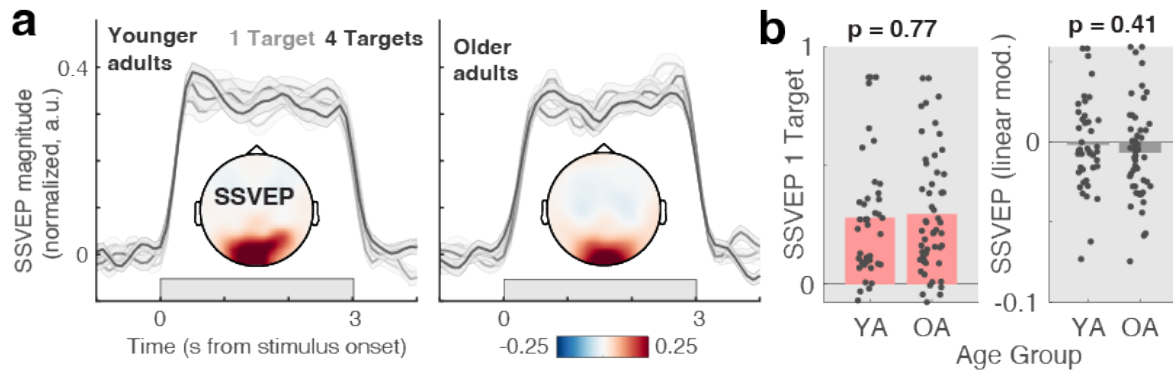 a
Younger adults
1 Target 4 Targets
Older adults
SSVEP magnitude
(normalized, a.u.)
0.4
0
SSVEP
0
3
0
3
Time (s from stimulus onset)
-0.25
0.25
b
p = 0.77
p = 0.41
SSVEP 1 Target
1
0
SSVEP (linear mod.)
0
-0.1
YA
OA
YA
OA
Age Group